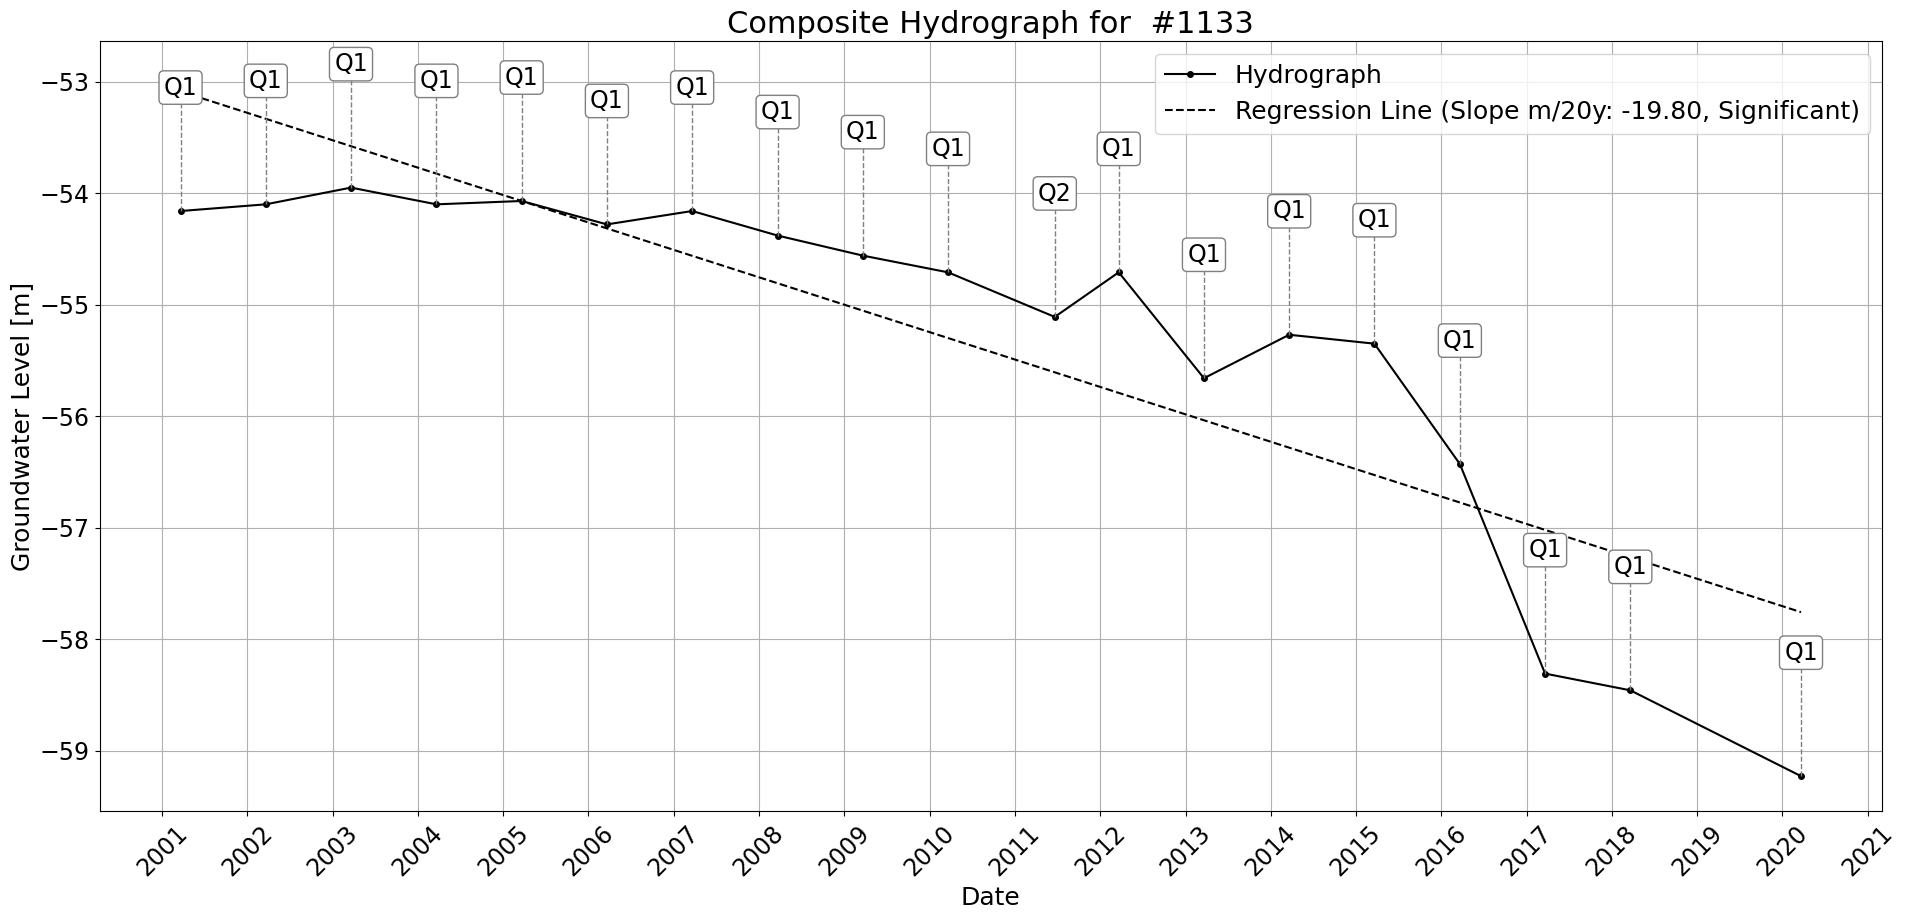 Composite Hydrograph for  #1133
Hydrograph
Regression Line (Slope m/20y: -19.80, Significant)
Groundwater Level [m]
−53
−54
−55
−56
−57
−58
−59
Q1
Q1
Q1
Q1
Q1
Q1
Q1
Q1
Q1
Q1
Q2
Q1
Q1
Q1
Q1
Q1
Q1
Q1
Q1
2001
2002
2003
2004
2005
2006
2007
2008
2009
2010
2011
2012
2013
2014
2015
2016
2017
2018
2019
2020
2021
Date